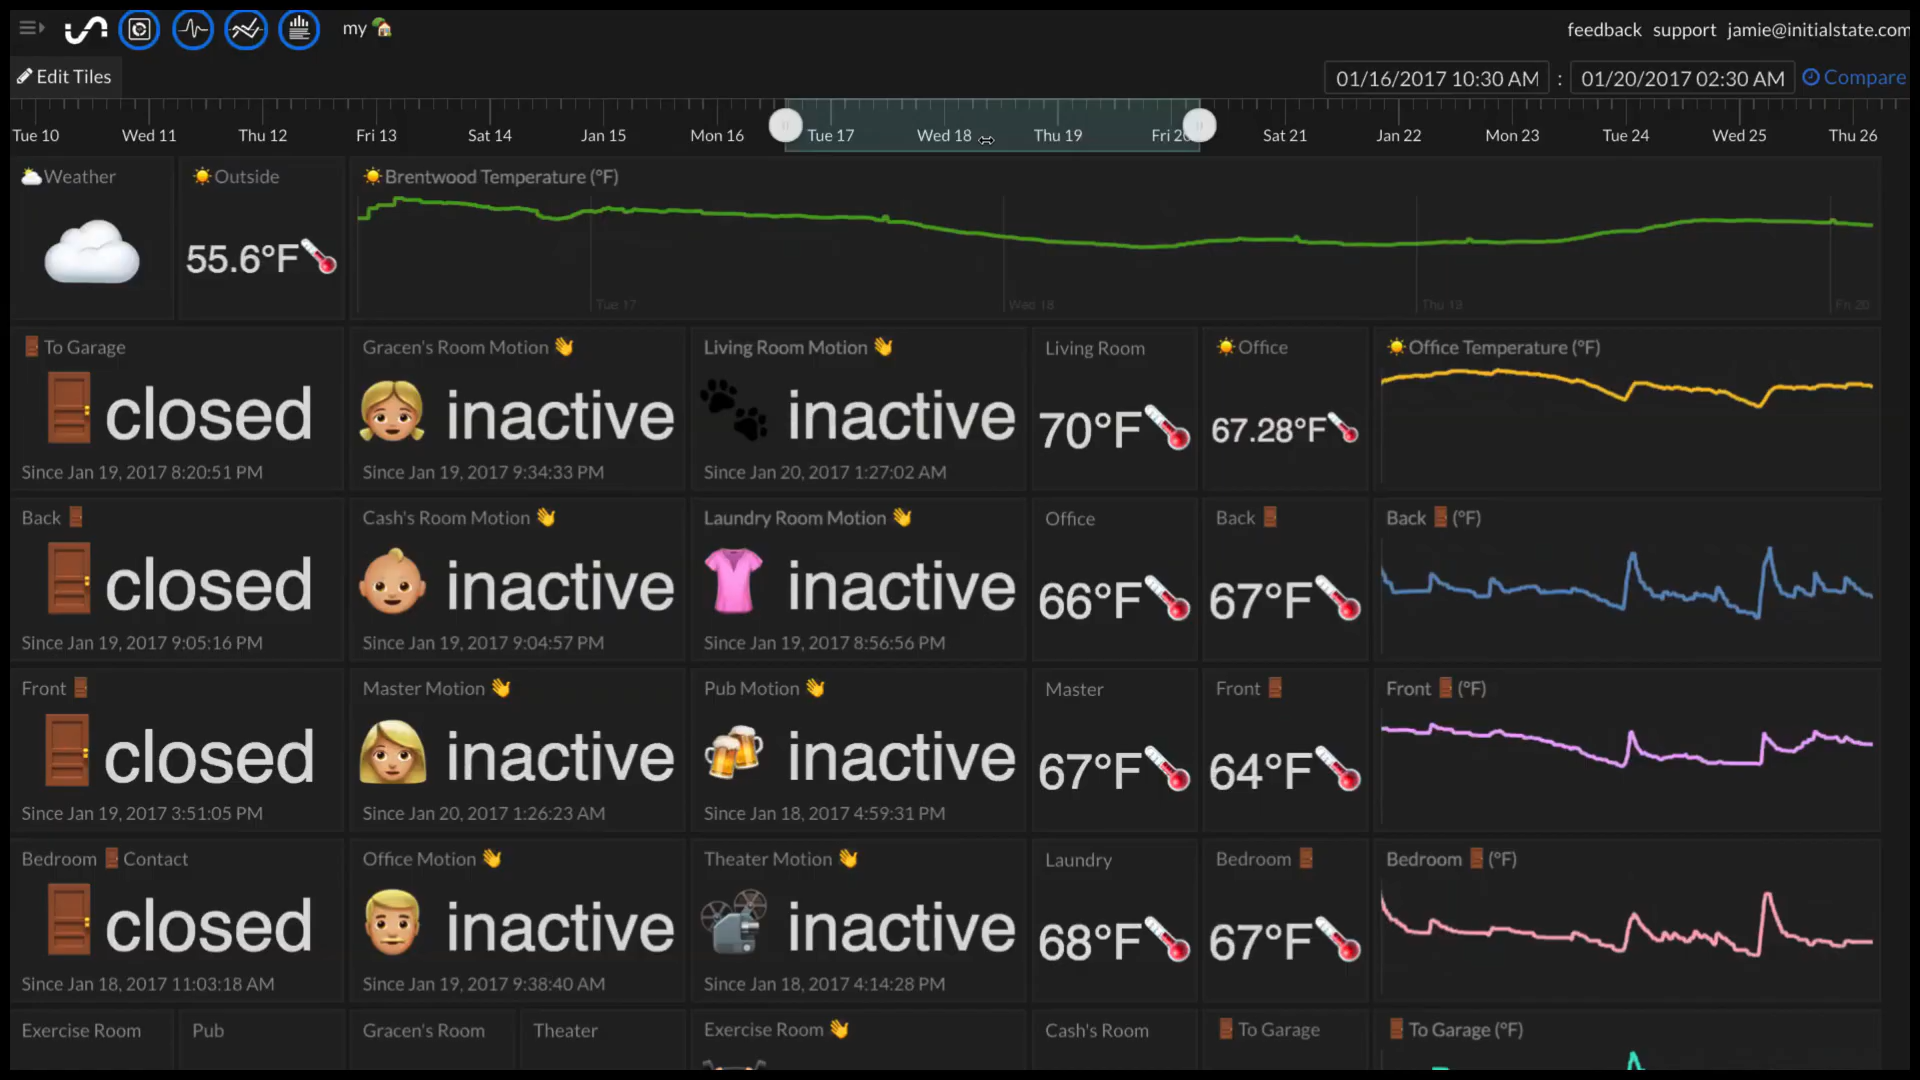 my
feedback support jamie@initialstate.com
Edit Tiles
01/16/2017 10:30 AM : 01/20/2017 02:30 AM Compare
Tue 10 Wed 11 Thu 12 Fri 13 Sat 14 Jan 15 Mon 16 Tue 17 Wed 18 Thu 19 Fri 20 Sat 21 Jan 22 Mon 23 Tue 24 Wed 25 Thu 26
Weather Outside Brentwood Temperature (°F)
55.6°F
Tue 17 Wed 18 Thu 19 Fri 20
To Garage Gracen's Room Motion Living Room Motion Living Room Office Office Temperature (°F)
closed inactive inactive 70°F 67.28°F
Since Jan 19, 2017 8:20:51 PM Since Jan 19, 2017 9:34:33 PM Since Jan 20, 2017 1:27:02 AM
Back Cash's Room Motion Laundry Room Motion Office Back Back (°F)
closed inactive inactive 66°F 67°F
Since Jan 19, 2017 9:05:16 PM Since Jan 19, 2017 9:04:57 PM Since Jan 19, 2017 8:56:56 PM
Front Master Motion Pub Motion Master Front Front (°F)
closed inactive inactive 67°F 64°F
Since Jan 19, 2017 3:51:05 PM Since Jan 20, 2017 1:26:23 AM Since Jan 18, 2017 4:59:31 PM
Bedroom Contact Office Motion Theater Motion Laundry Bedroom Bedroom (°F)
closed inactive inactive 68°F 67°F
Since Jan 18, 2017 11:03:18 AM Since Jan 19, 2017 9:38:40 AM Since Jan 18, 2017 4:14:28 PM
Exercise Room Pub Gracen's Room Theater Exercise Room Cash's Room To Garage To Garage (°F)